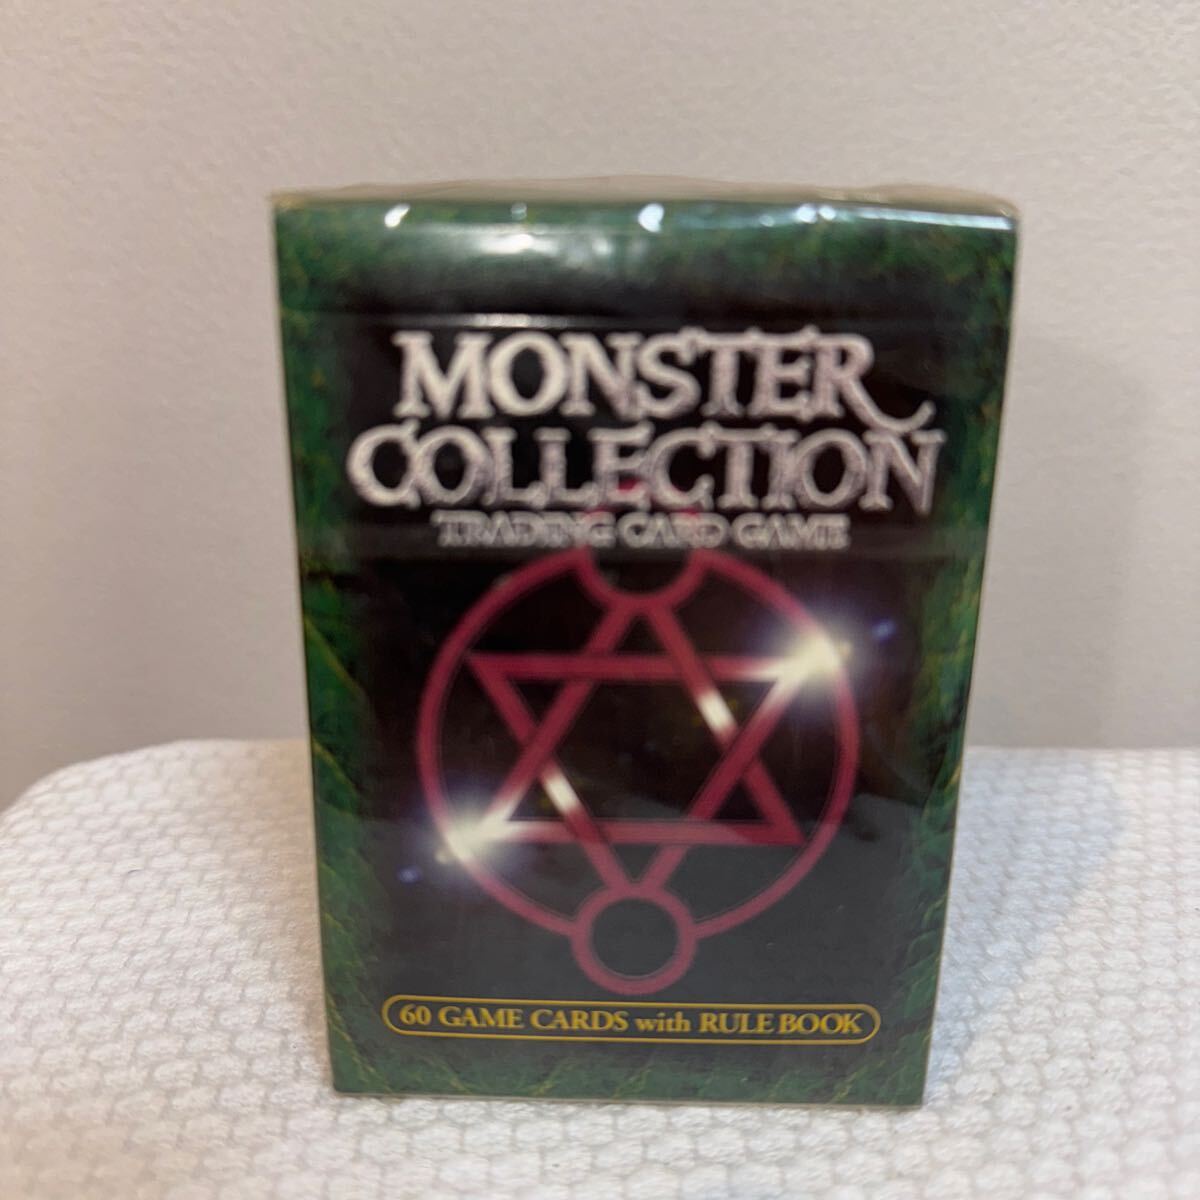 MONSTER
COLLECTION
TRADING CARD GAME
60 GAME CARDS with RULE BOOK